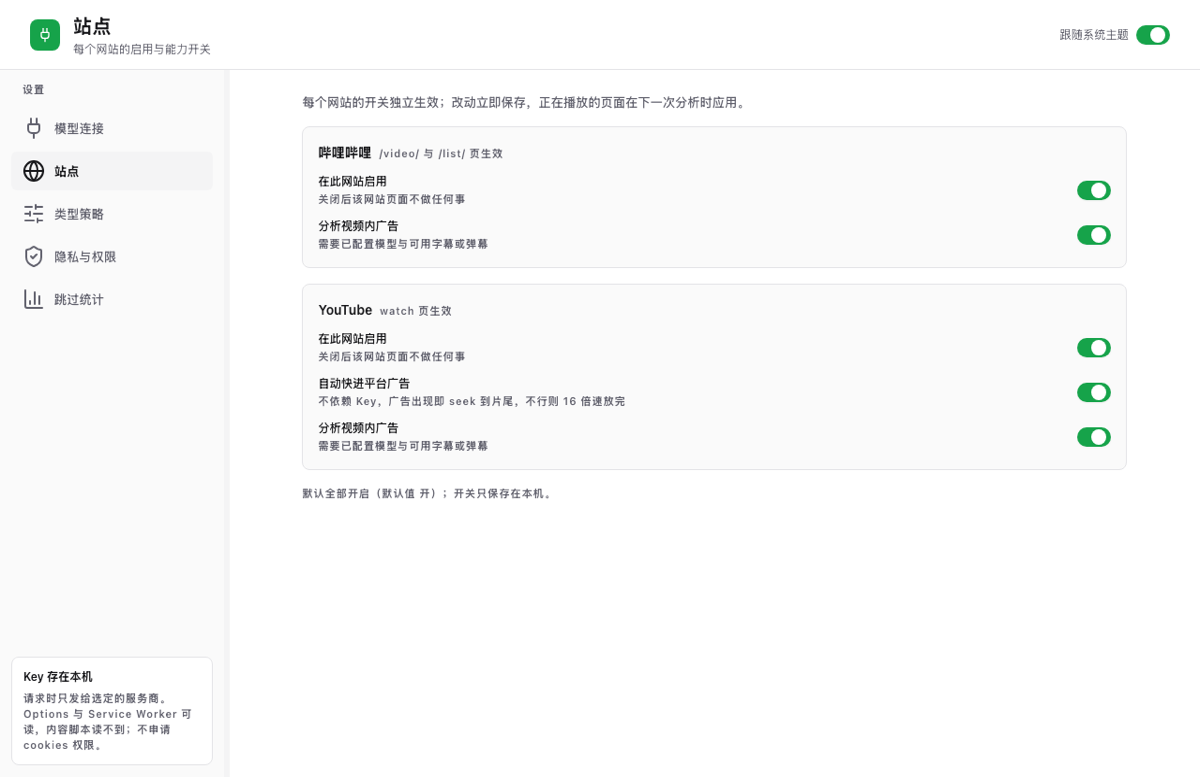 站点
每个网站的启用与能力开关
跟随系统主题
设置
模型连接
站点
类型策略
隐私与权限
跳过统计
Key 存在本机
请求时只发给选定的服务商。
Options 与 Service Worker 可
读，内容脚本读不到；不申请
cookies 权限。
每个网站的开关独立生效；改动立即保存，正在播放的页面在下一次分析时应用。
哔哩哔哩 /video/ 与 /list/ 页生效
在此网站启用
关闭后该网站页面不做任何事
分析视频内广告
需要已配置模型与可用字幕或弹幕
YouTube watch 页生效
在此网站启用
关闭后该网站页面不做任何事
自动快进平台广告
不依赖 Key，广告出现即 seek 到片尾，不行则 16 倍速放完
分析视频内广告
需要已配置模型与可用字幕或弹幕
默认全部开启（默认值 开）；开关只保存在本机。